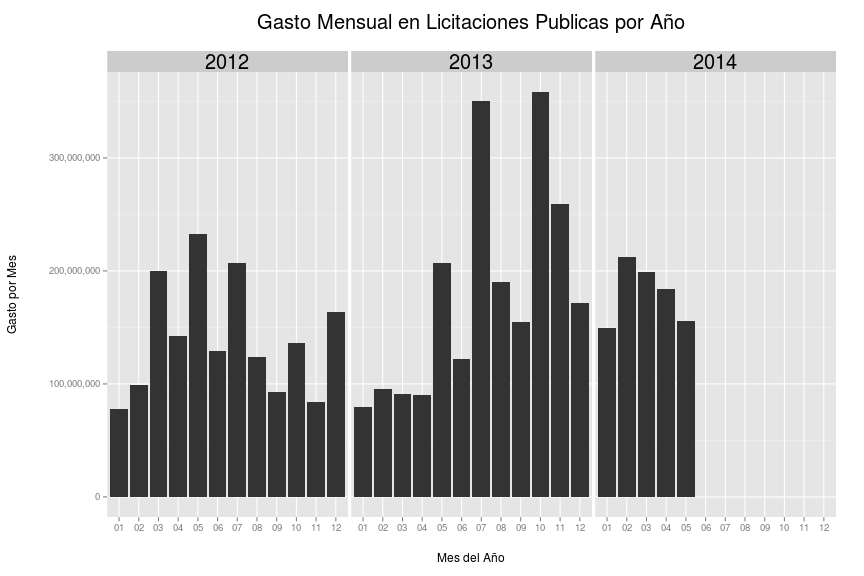 Gasto Mensual en Licitaciones Publicas por Año
2012 2013 2014
300,000,000
200,000,000
100,000,000
0
Gasto por Mes
01 02 03 04 05 06 07 08 09 10 11 12 01 02 03 04 05 06 07 08 09 10 11 12 01 02 03 04 05 06 07 08 09 10 11 12
Mes del Año